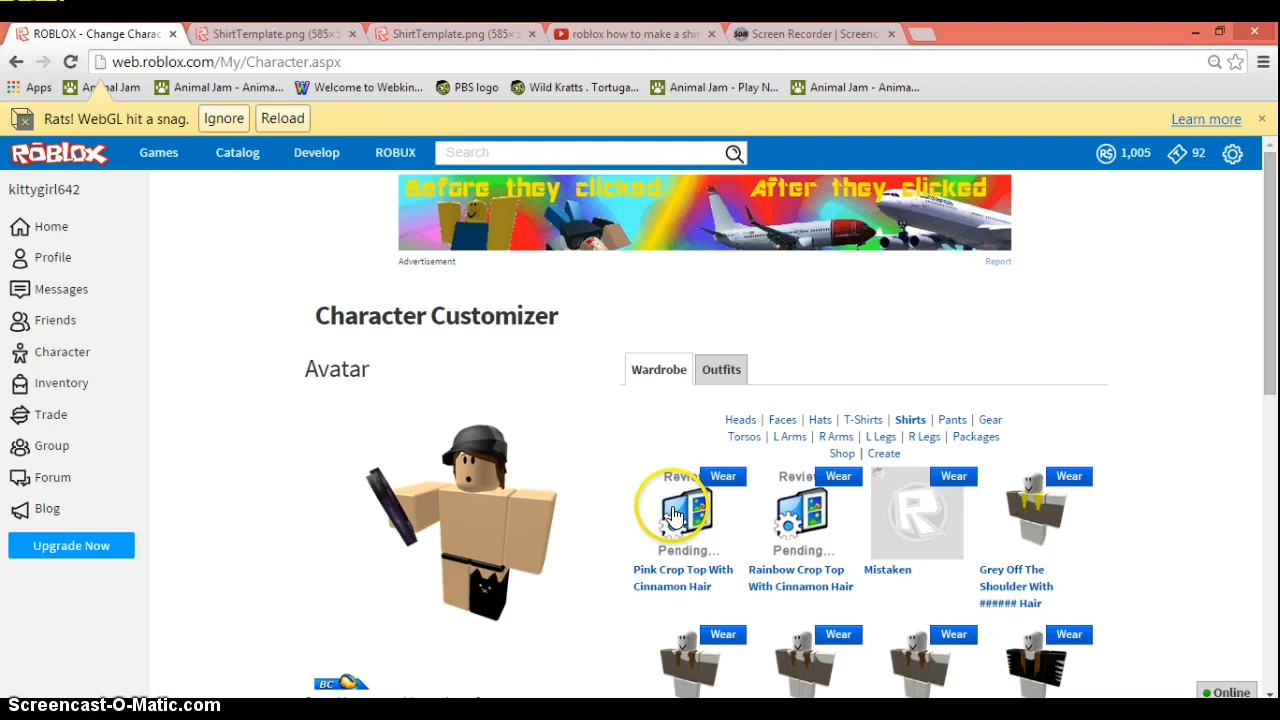 ROBLOX - Change Charac
ShirtTemplate.png (585×5
ShirtTemplate.png (585×5
roblox how to make a shir
Screen Recorder | Screenc
web.roblox.com/My/Character.aspx
Apps
Animal Jam
Animal Jam - Anima...
Welcome to Webkin...
PBS logo
Wild Kratts . Tortuga...
Animal Jam - Play N...
Animal Jam - Anima...
Rats! WebGL hit a snag.
Ignore
Reload
Learn more
ROBLOX
Games
Catalog
Develop
ROBUX
Search
R$
1,005
92
kittygirl642
Home
Profile
Messages
Friends
Character
Inventory
Trade
Group
Forum
Blog
Upgrade Now
Before they clicked
After they clicked
Advertisement
Report
Character Customizer
Avatar
Wardrobe
Outfits
Heads | Faces | Hats | T-Shirts | Shirts | Pants | Gear
Torsos | L Arms | R Arms | L Legs | R Legs | Packages
Shop | Create
Wear
Wear
Wear
Wear
Pending...
Pending...
Pink Crop Top With
Cinnamon Hair
Rainbow Crop Top
With Cinnamon Hair
Mistaken
Grey Off The
Shoulder With
###### Hair
Wear
Wear
Wear
Wear
BC
Online
Screencast-O-Matic.com